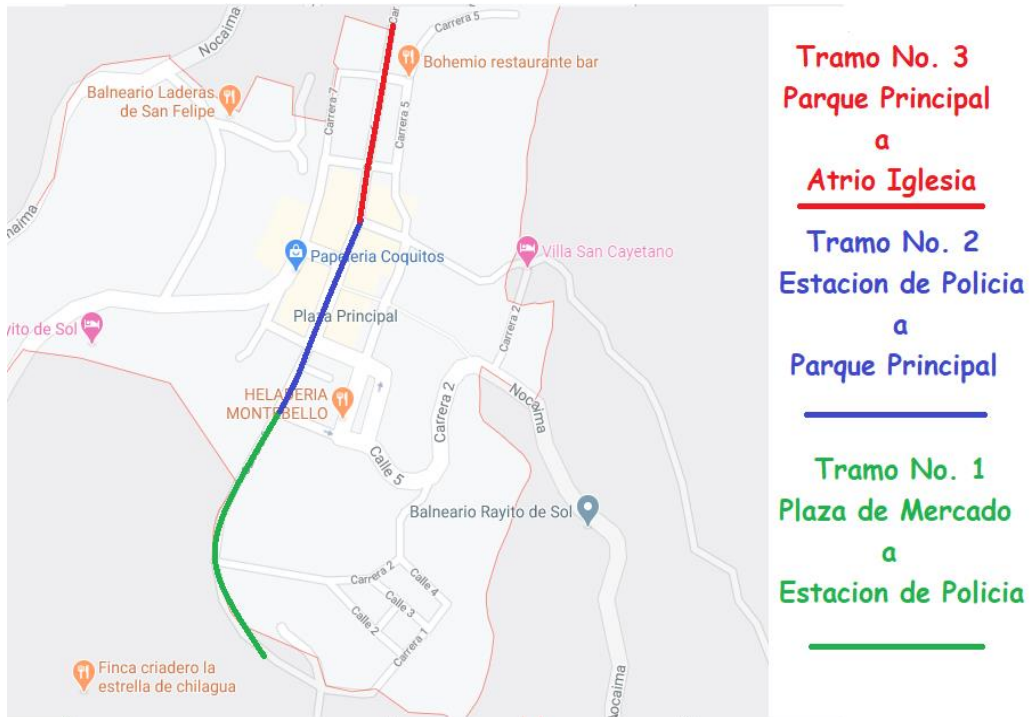 Nocaima
Car
Carrera 5
Bohemio restaurante bar
Balneario Laderas
de San Felipe
Carrera 7
Carrera 5
Papeleria Coquitos
Villa San Cayetano
Plaza Principal
Carrera 2
HELADERIA
MONTEBELLO
Carrera 2
Nocaima
Calle 5
Balneario Rayito de Sol
Carrera 2
Calle 4
Calle 3
Calle 2
Carrera 1
Finca criadero la
estrella de chilagua
Tramo No. 3
Parque Principal
a
Atrio Iglesia
Tramo No. 2
Estacion de Policia
a
Parque Principal
Tramo No. 1
Plaza de Mercado
a
Estacion de Policia